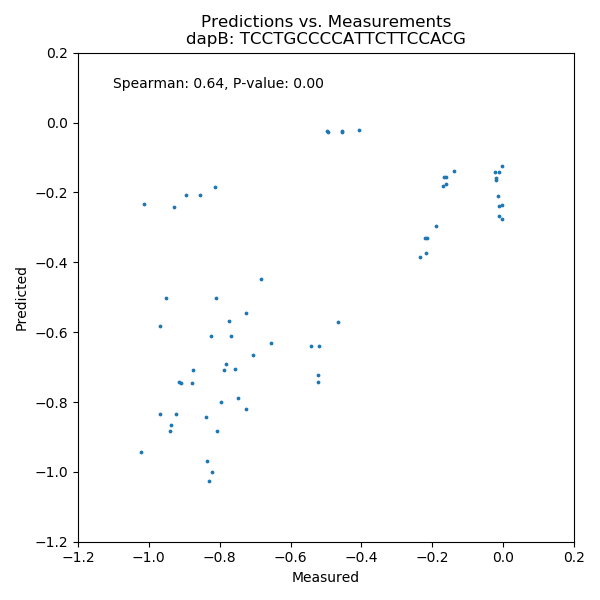 Predictions vs. Measurements
dapB: TCCTGCCCCATTCTTCCACG
Spearman: 0.64, P-value: 0.00
0.2
0.0
−0.2
−0.4
−0.6
−0.8
−1.0
−1.2
Predicted
−1.2 −1.0 −0.8 −0.6 −0.4 −0.2 0.0 0.2
Measured